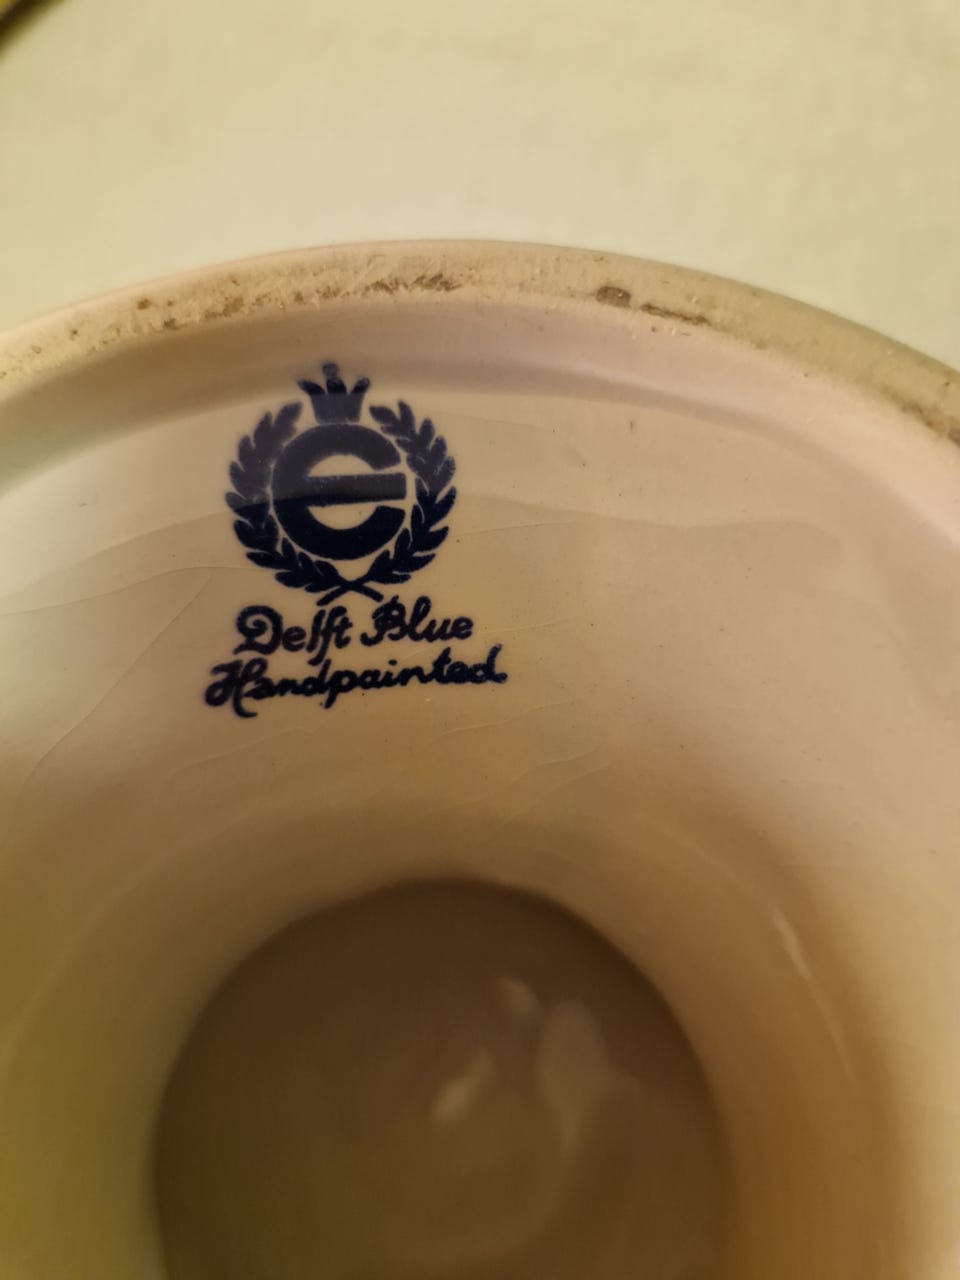 e
Delft Blue
Handpainted.